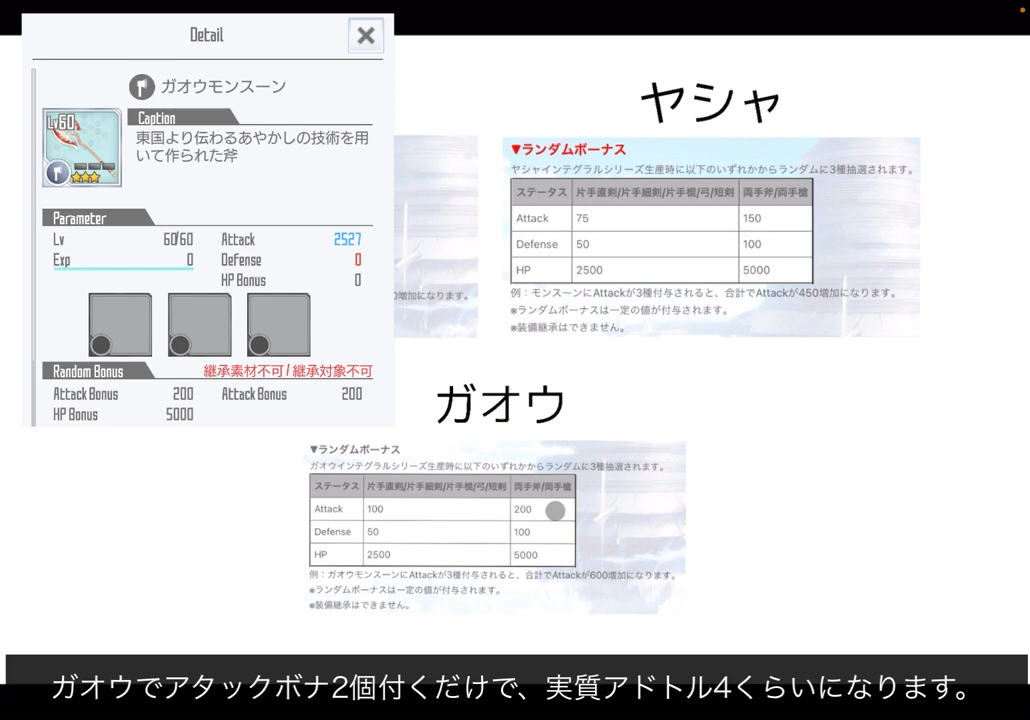 Detail
ガオウモンスーン
Caption
Lv60
東国より伝わるあやかしの技術を用
いて作られた斧
Parameter
Lv 60/60 Attack 2527
Exp 0 Defense 0
HP Bonus 0
Random Bonus 継承素材不可/継承対象不可
Attack Bonus 200 Attack Bonus 200
HP Bonus 5000
0増加になります。
ヤシャ
▼ランダムボーナス
ヤシャインテグラルシリーズ生産時に以下のいずれかからランダムに3種抽選されます。
ステータス 片手直剣/片手細剣/片手棍/弓/短剣 両手斧/両手槍
Attack 75 150
Defense 50 100
HP 2500 5000
例：モンスーンにAttackが3種付与されると、合計でAttackが450増加になります。
※ランダムボーナスは一定の値が付与されます。
※装備継承はできません。
ガオウ
▼ランダムボーナス
ガオウインテグラルシリーズ生産時に以下のいずれかからランダムに3種抽選されます。
ステータス 片手直剣/片手細剣/片手棍/弓/短剣 両手斧/両手槍
Attack 100 200
Defense 50 100
HP 2500 5000
例：ガオウモンスーンにAttackが3種付与されると、合計でAttackが600増加になります。
※ランダムボーナスは一定の値が付与されます。
※装備継承はできません。
ガオウでアタックボナ2個付くだけで、実質アドトル4くらいになります。